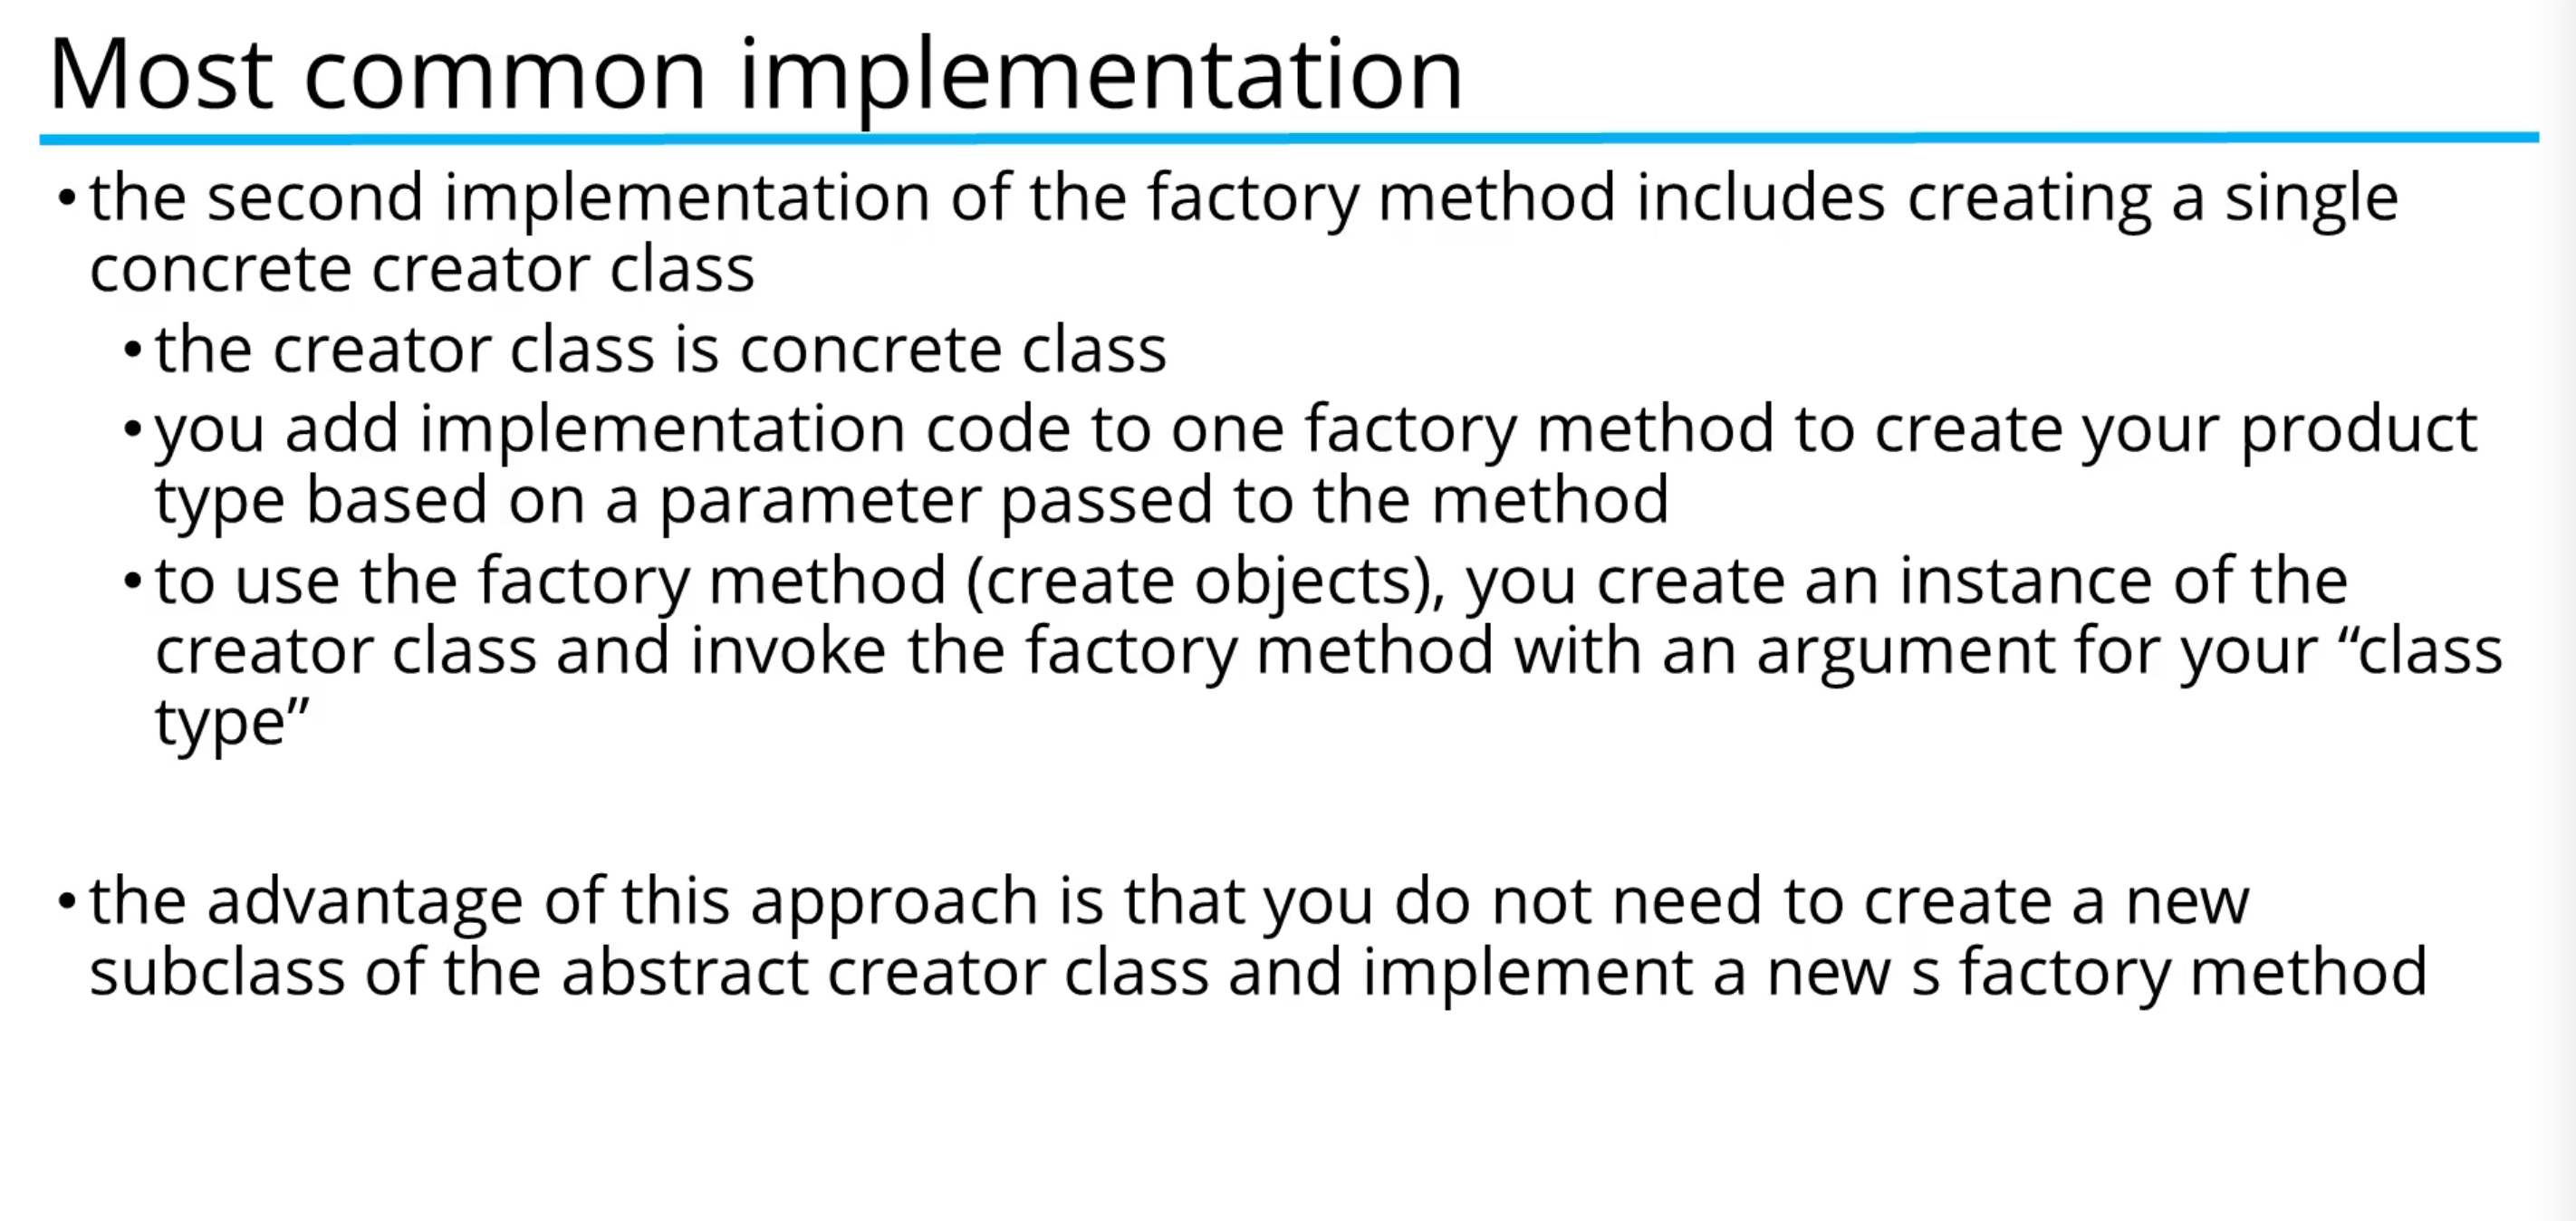 Most common implementation
•the second implementation of the factory method includes creating a single
concrete creator class
•the creator class is concrete class
•you add implementation code to one factory method to create your product
type based on a parameter passed to the method
•to use the factory method (create objects), you create an instance of the
creator class and invoke the factory method with an argument for your “class
type”
•the advantage of this approach is that you do not need to create a new
subclass of the abstract creator class and implement a new s factory method